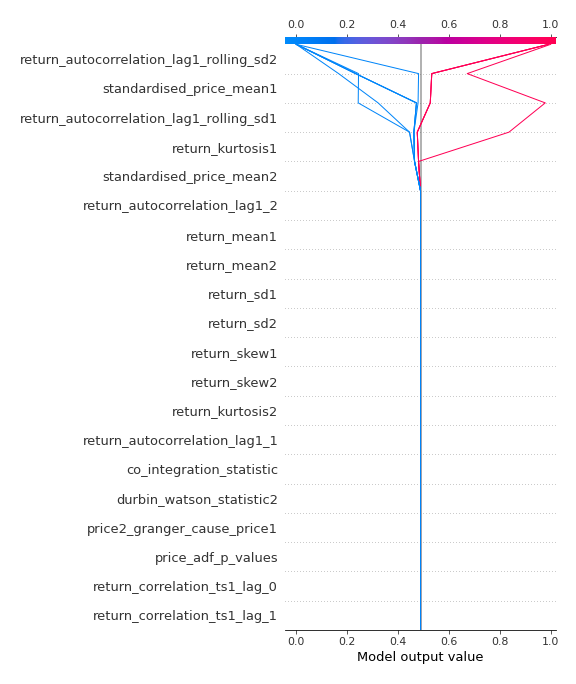 0.0 0.2 0.4 0.6 0.8 1.0
return_autocorrelation_lag1_rolling_sd2
standardised_price_mean1
return_autocorrelation_lag1_rolling_sd1
return_kurtosis1
standardised_price_mean2
return_autocorrelation_lag1_2
return_mean1
return_mean2
return_sd1
return_sd2
return_skew1
return_skew2
return_kurtosis2
return_autocorrelation_lag1_1
co_integration_statistic
durbin_watson_statistic2
price2_granger_cause_price1
price_adf_p_values
return_correlation_ts1_lag_0
return_correlation_ts1_lag_1
0.0 0.2 0.4 0.6 0.8 1.0
Model output value